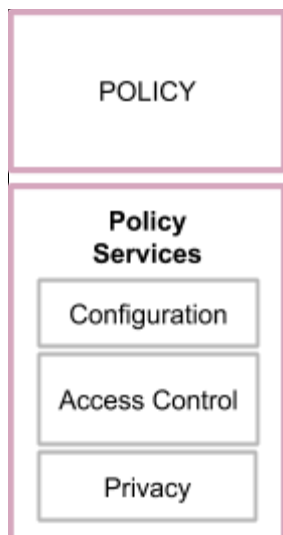 POLICY
Policy
Services
Configuration
Access Control
Privacy